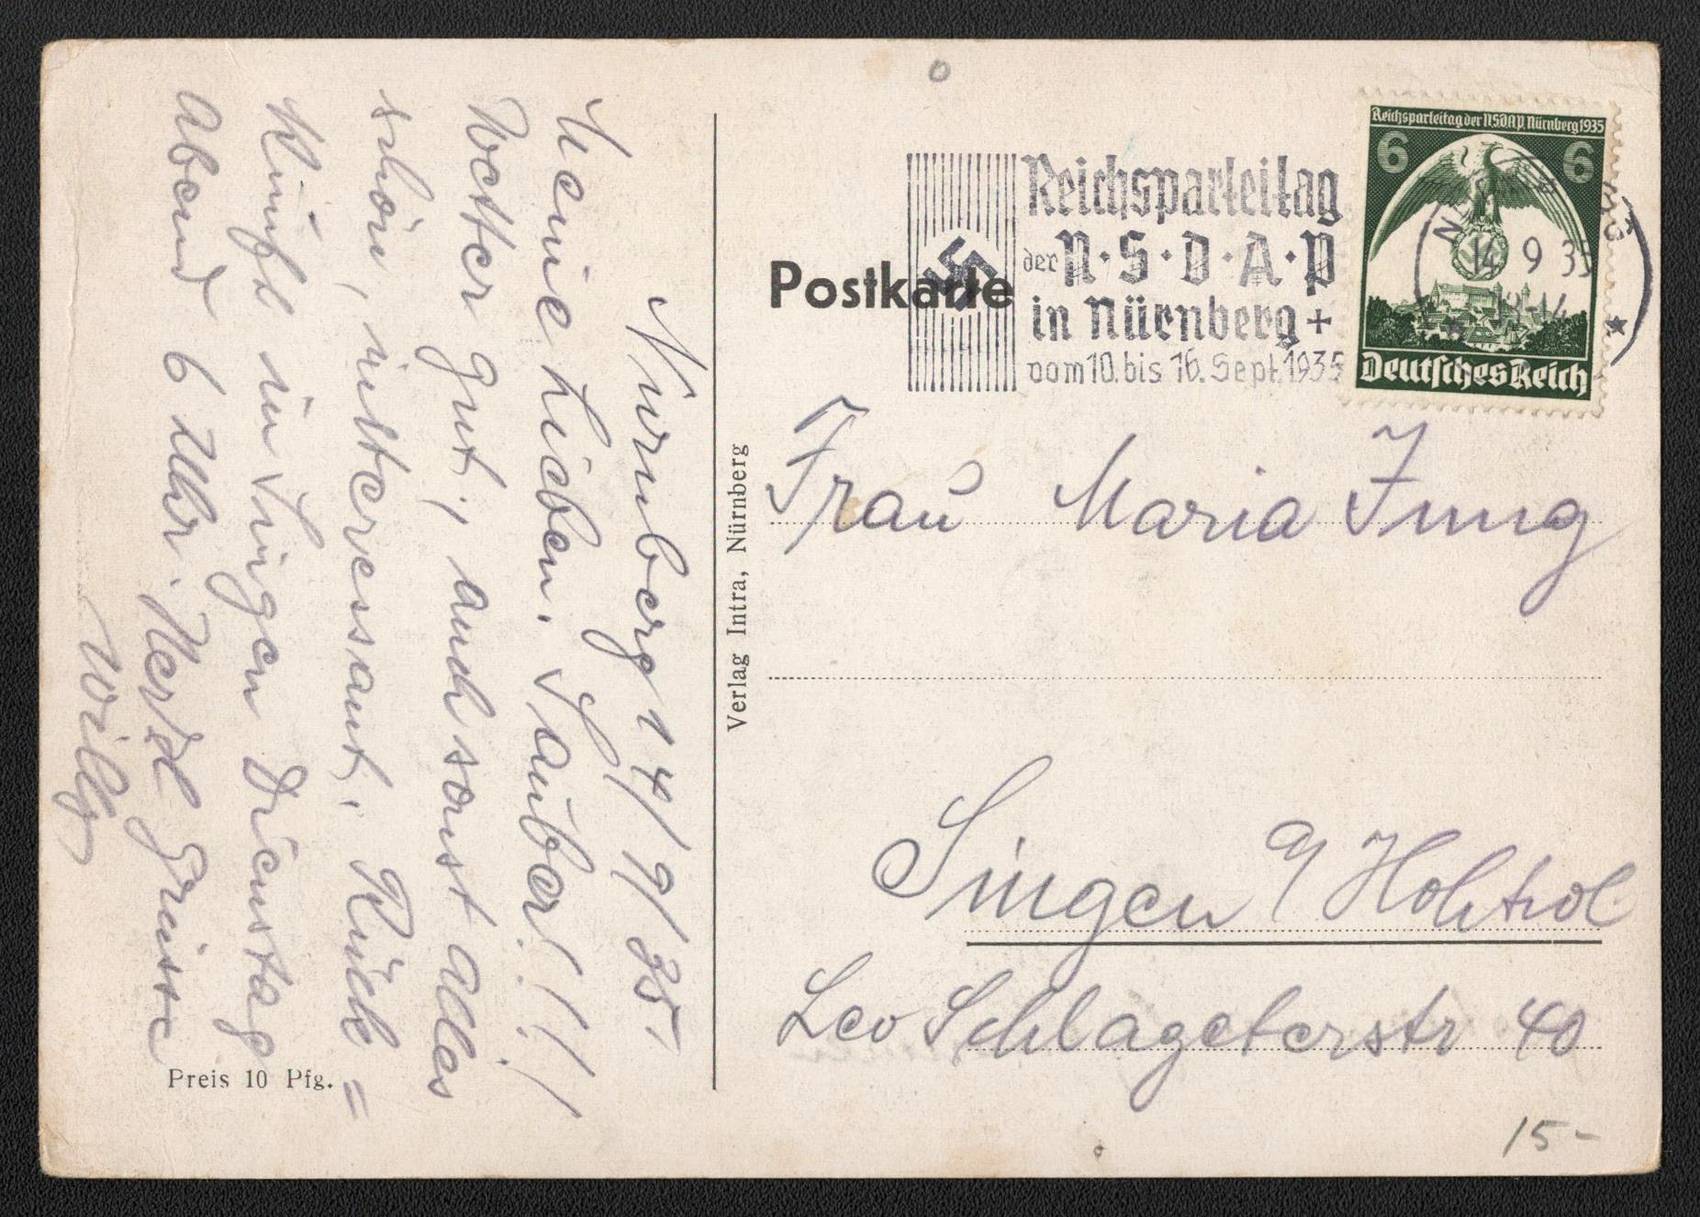 Nürnberg 14/9/35.
Meine Lieben. Sauber!!!
Wetter gut, auch sonst alles
schön, interessant. Rück=
kunft in Singen Dienstag
Abend 6 Uhr. Herzl Grüsse
Willy
Preis 10 Pfg.
Verlag Intra, Nürnberg
Postkarte
Reichsparteitag
der N·S·D·A·P
in Nürnberg +
vom 10. bis 16. Sept. 1935
Reichsparteitag der NSDAP. Nürnberg 1935
6 6
14 9 35
Deutsches Reich
Frau Maria Jung
Singen a/Hohtwl
Leo Schlageterstr 40
15-